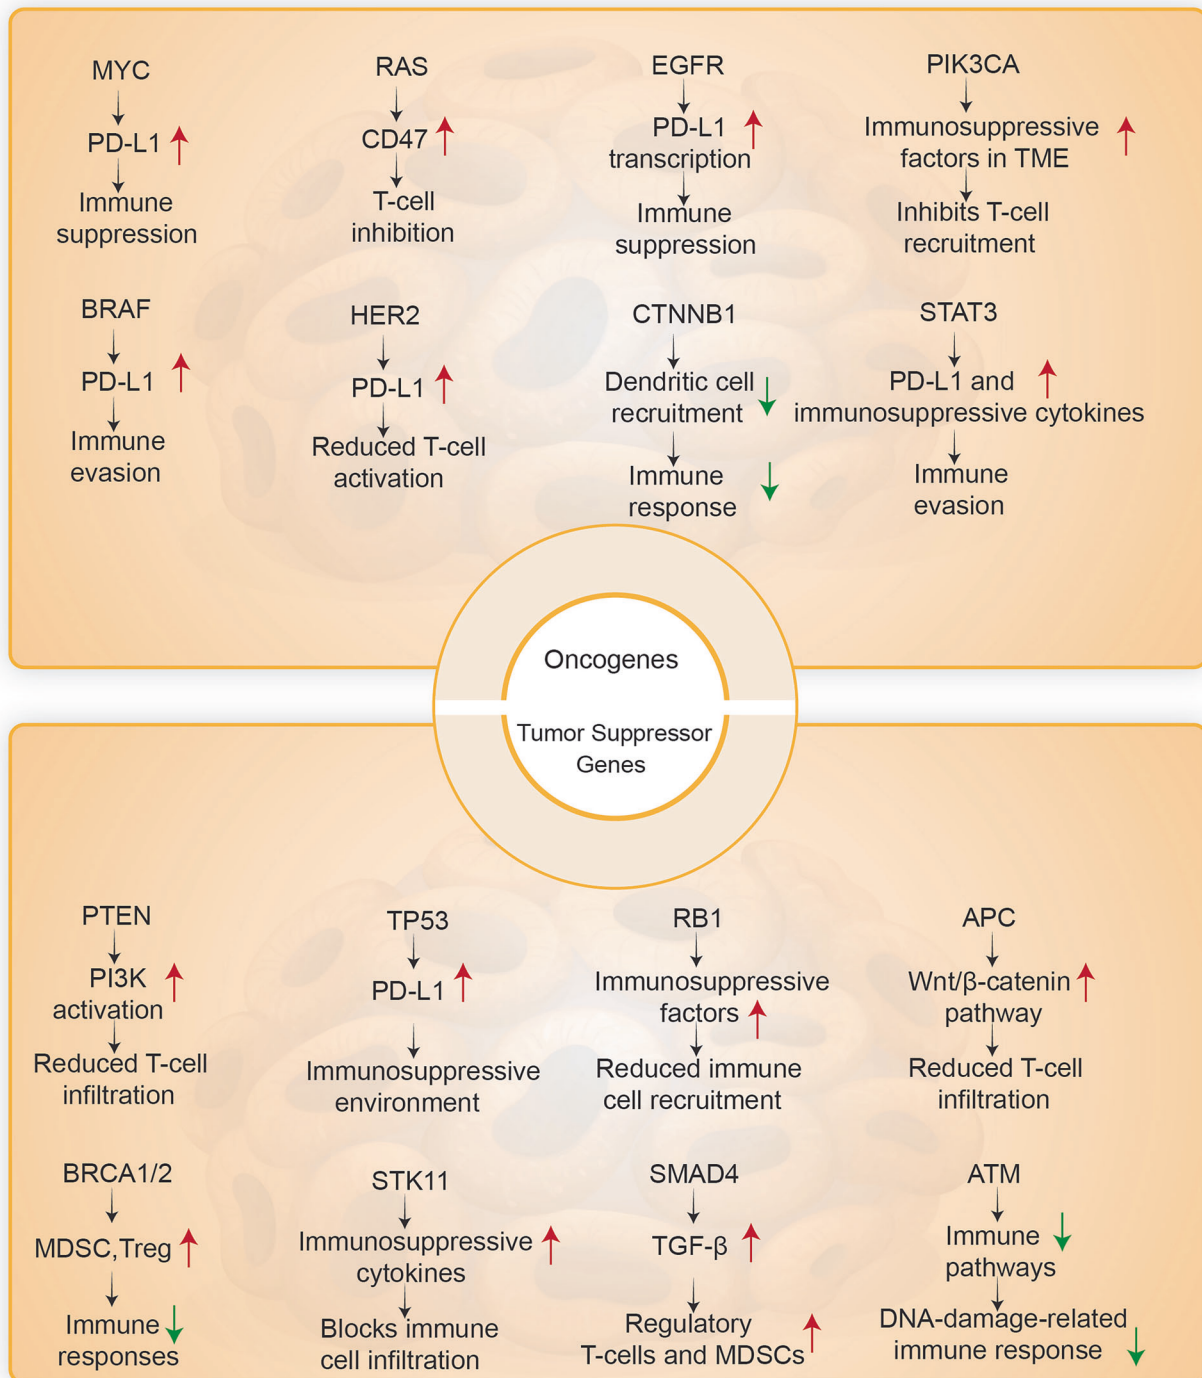 MYC
PD-L1
Immune
suppression
RAS
CD47
T-cell
inhibition
EGFR
PD-L1
transcription
Immune
suppression
PIK3CA
Immunosuppressive
factors in TME
Inhibits T-cell
recruitment
BRAF
PD-L1
Immune
evasion
HER2
PD-L1
Reduced T-cell
activation
CTNNB1
Dendritic cell
recruitment
Immune
response
STAT3
PD-L1 and
immunosuppressive cytokines
Immune
evasion
Oncogenes
Tumor Suppressor
Genes
PTEN
PI3K
activation
Reduced T-cell
infiltration
TP53
PD-L1
Immunosuppressive
environment
RB1
Immunosuppressive
factors
Reduced immune
cell recruitment
APC
Wnt/β-catenin
pathway
Reduced T-cell
infiltration
BRCA1/2
MDSC,Treg
Immune
responses
STK11
Immunosuppressive
cytokines
Blocks immune
cell infiltration
SMAD4
TGF-β
Regulatory
T-cells and MDSCs
ATM
Immune
pathways
DNA-damage-related
immune response